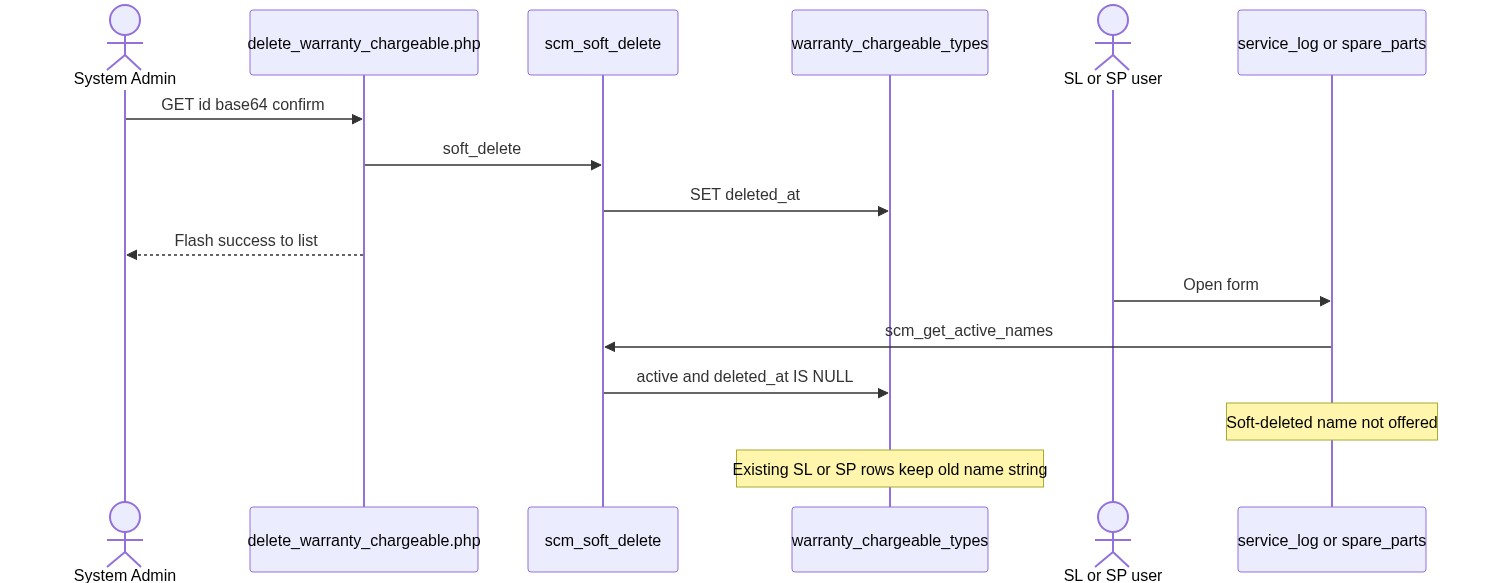 System Admin
delete_warranty_chargeable.php
scm_soft_delete
warranty_chargeable_types
SL or SP user
service_log or spare_parts
GET id base64 confirm
soft_delete
SET deleted_at
Flash success to list
Open form
scm_get_active_names
active and deleted_at IS NULL
Soft-deleted name not offered
Existing SL or SP rows keep old name string
System Admin
delete_warranty_chargeable.php
scm_soft_delete
warranty_chargeable_types
SL or SP user
service_log or spare_parts